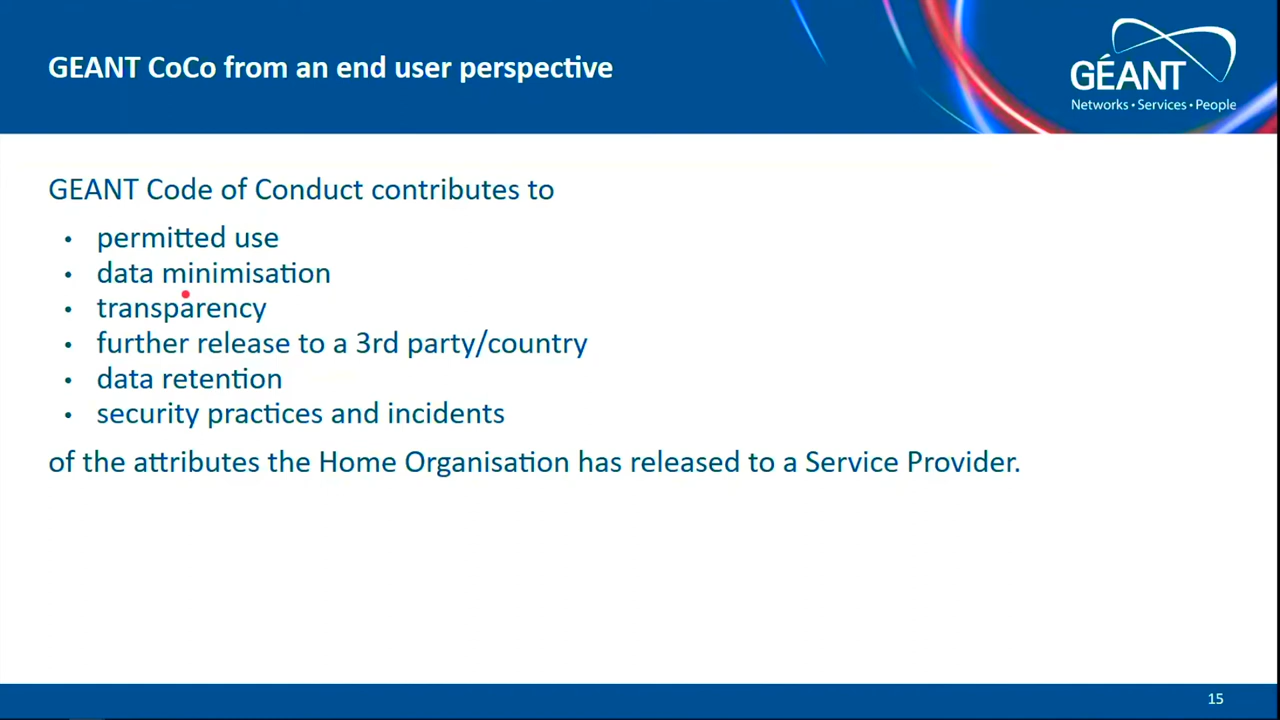 GEANT CoCo from an end user perspective
GÉANT
Networks • Services • People
GEANT Code of Conduct contributes to
• permitted use
• data minimisation
• transparency
• further release to a 3rd party/country
• data retention
• security practices and incidents
of the attributes the Home Organisation has released to a Service Provider.
15